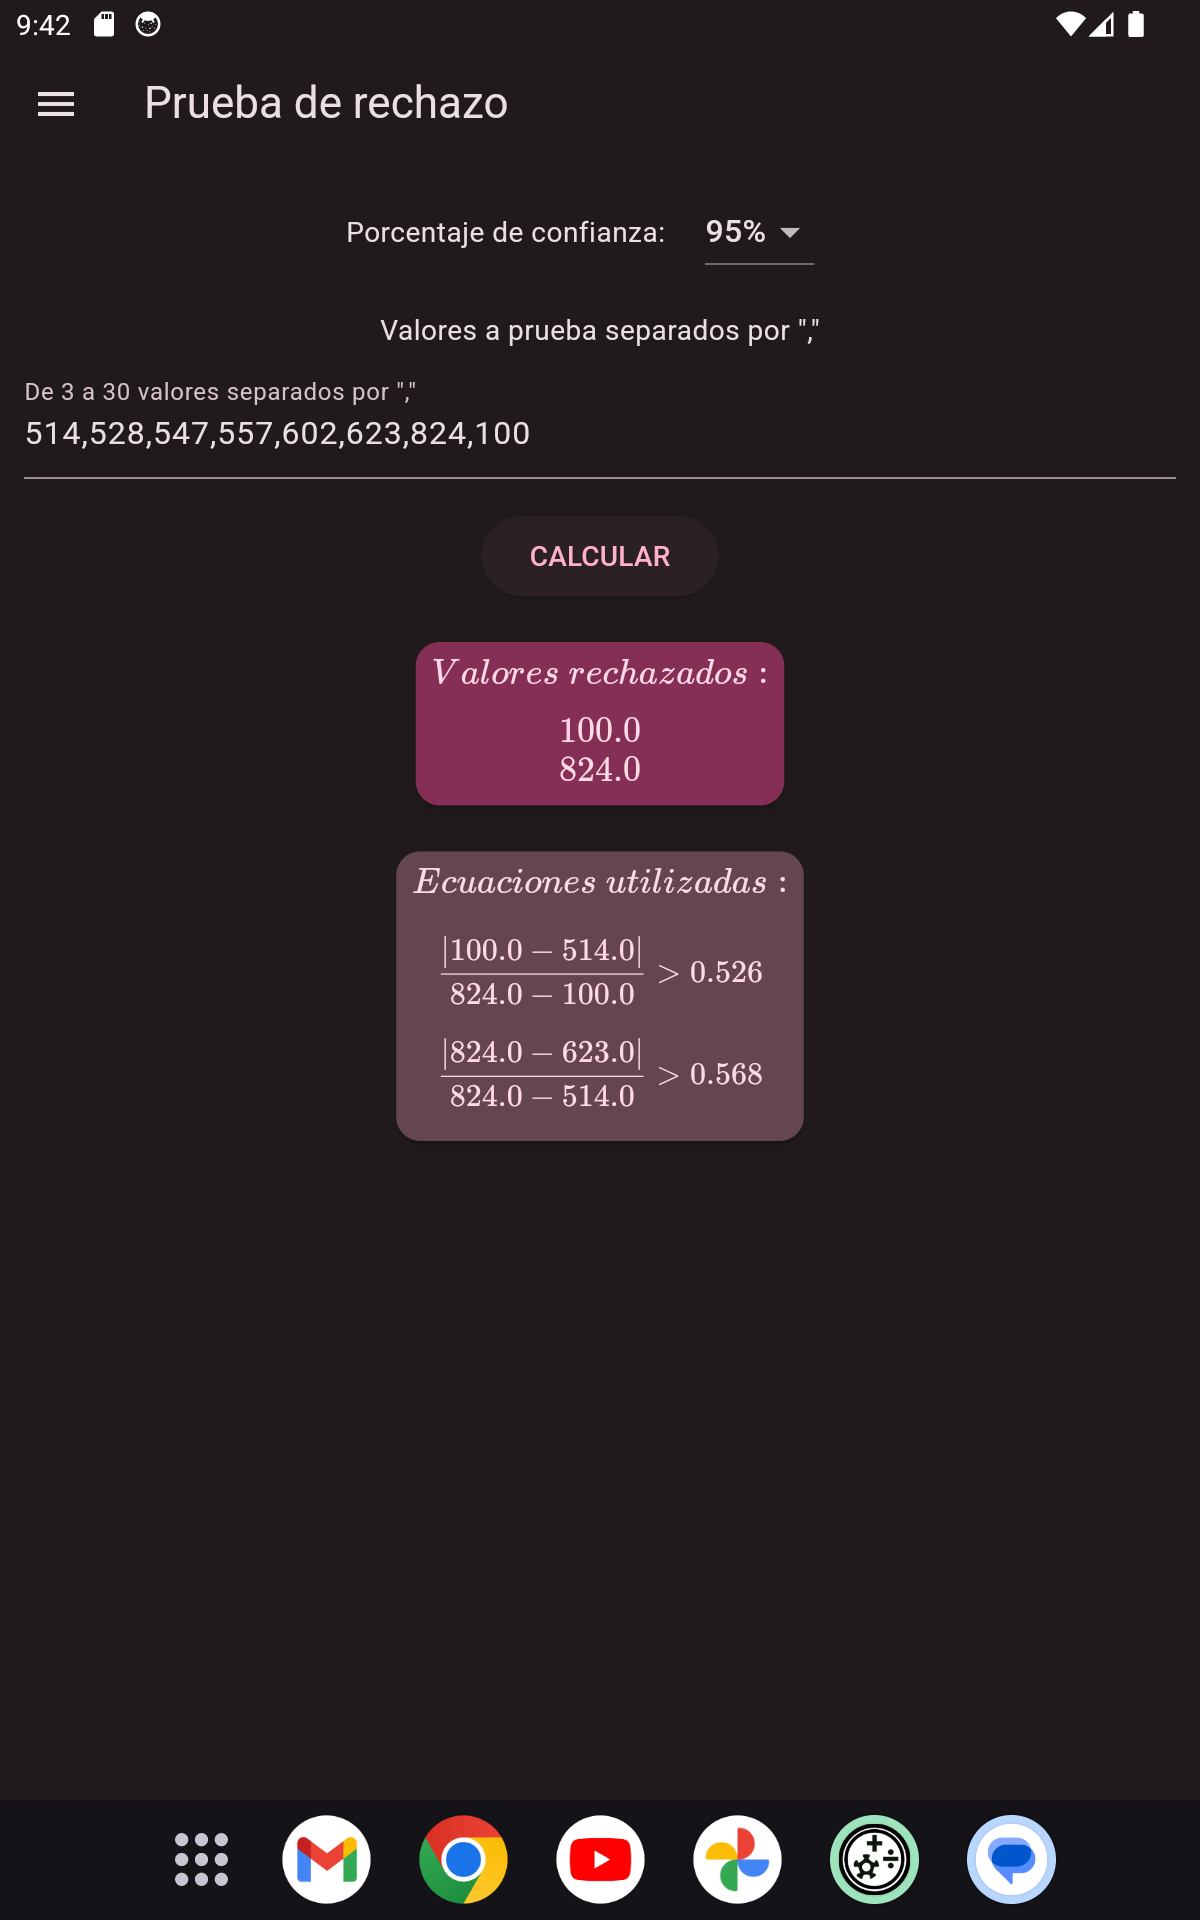 9:42
Prueba de rechazo
Porcentaje de confianza: 95%
Valores a prueba separados por ","
De 3 a 30 valores separados por ","
514,528,547,557,602,623,824,100
CALCULAR
Valores rechazados :
100.0
824.0
Ecuaciones utilizadas :
|100.0 − 514.0|
824.0 − 100.0
> 0.526
|824.0 − 623.0|
824.0 − 514.0
> 0.568